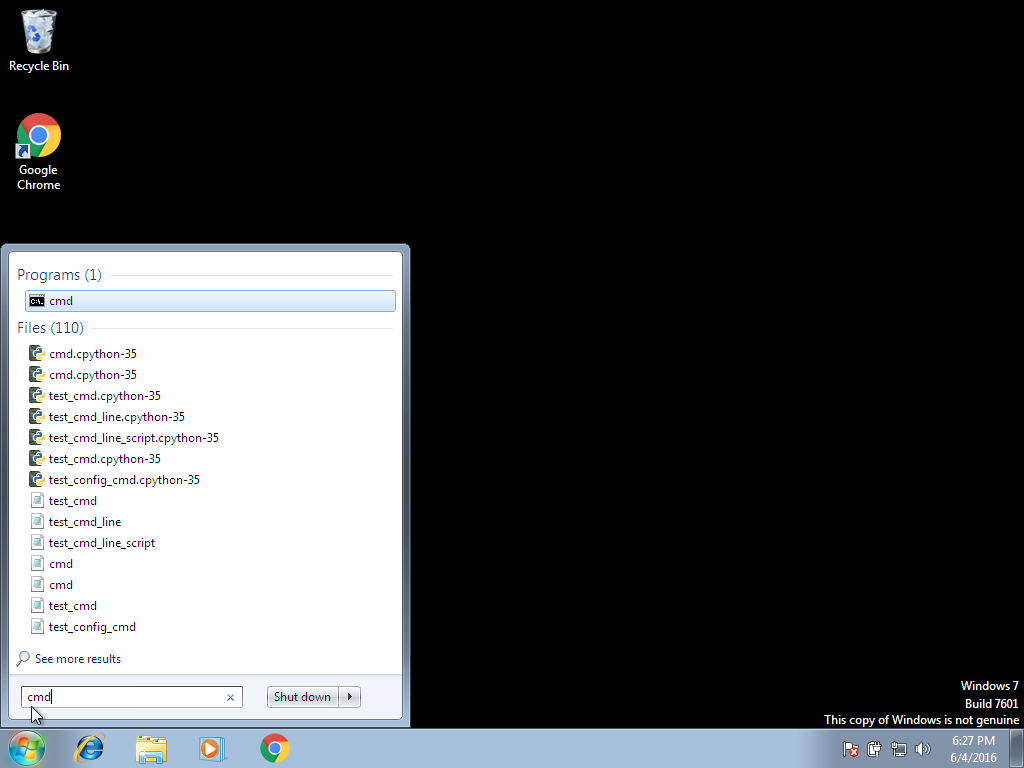 Recycle Bin
Google
Chrome
Programs (1)
cmd
Files (110)
cmd.cpython-35
cmd.cpython-35
test_cmd.cpython-35
test_cmd_line.cpython-35
test_cmd_line_script.cpython-35
test_cmd.cpython-35
test_config_cmd.cpython-35
test_cmd
test_cmd_line
test_cmd_line_script
cmd
cmd
test_cmd
test_config_cmd
See more results
cmd
Shut down
Windows 7
Build 7601
This copy of Windows is not genuine
6:27 PM
6/4/2016